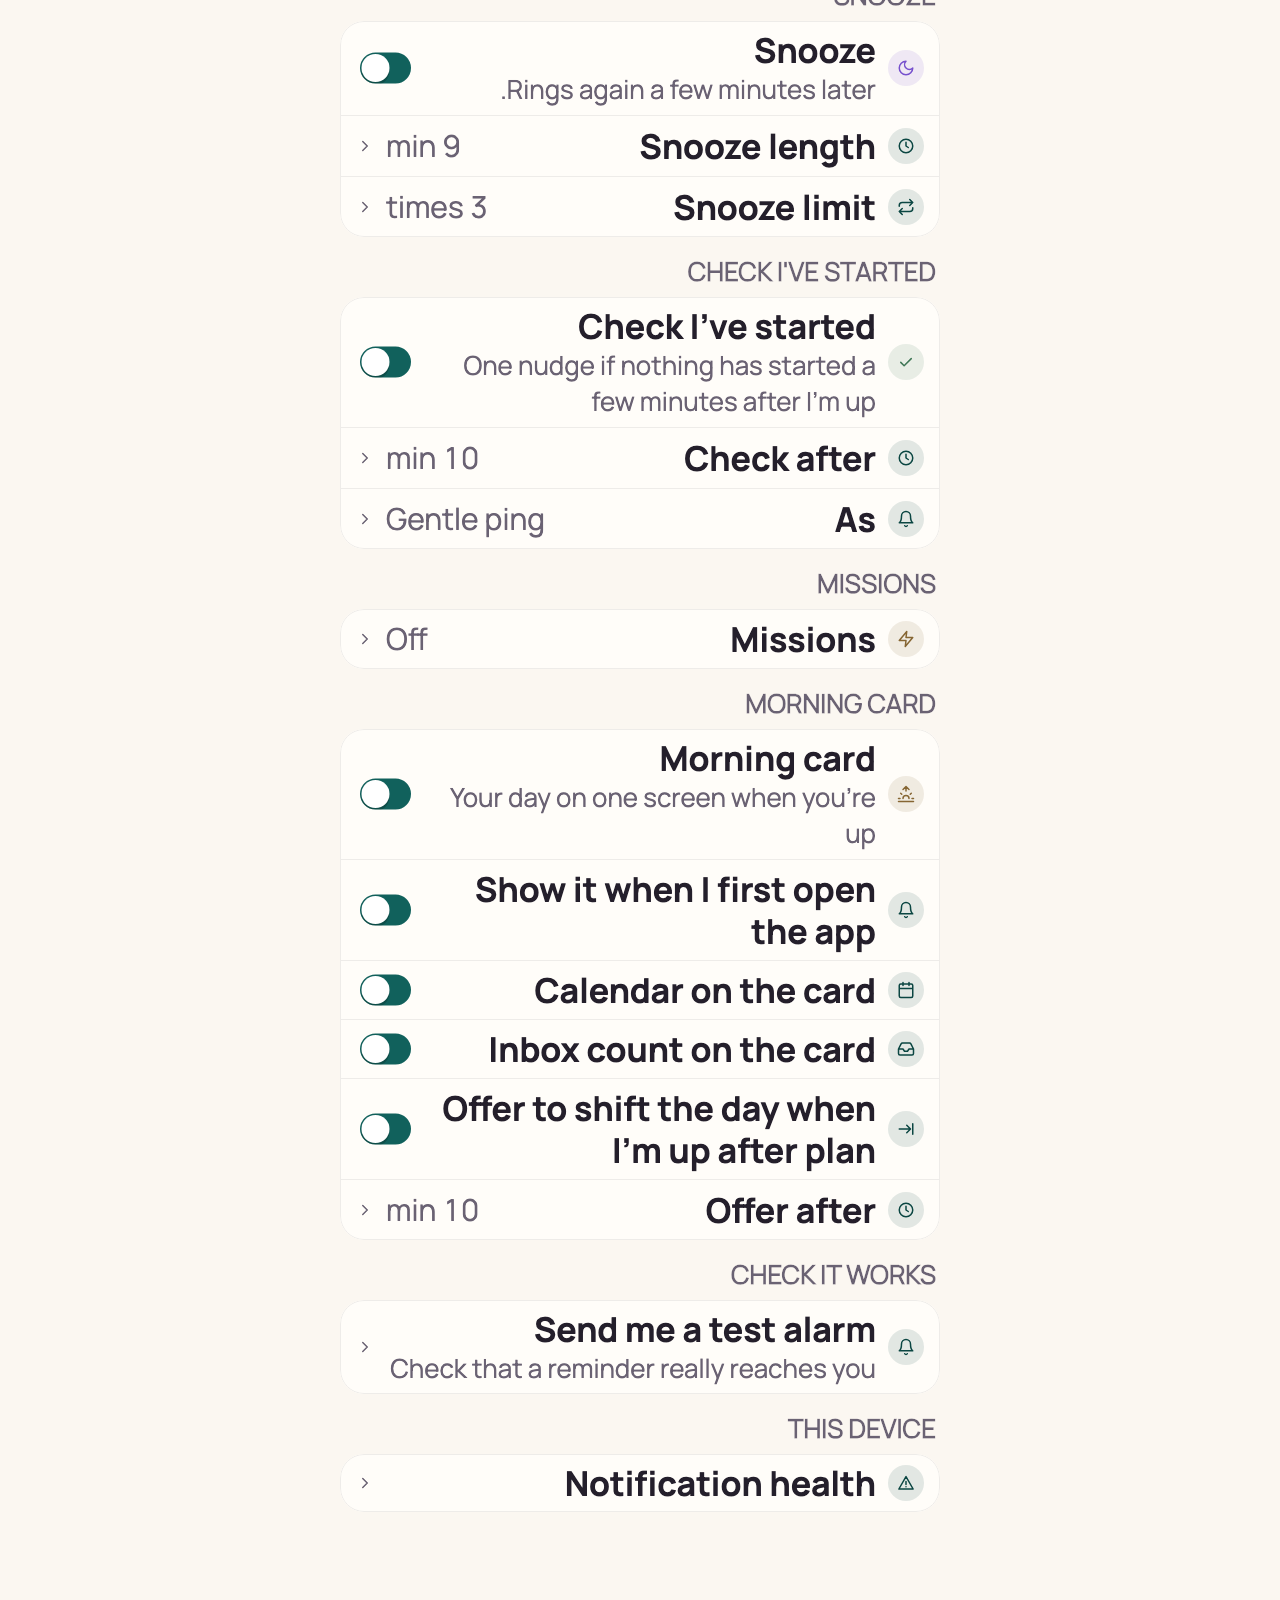 SNOOZE
Snooze
.Rings again a few minutes later
Snooze length
min 9
Snooze limit
times 3
CHECK I'VE STARTED
Check I've started
One nudge if nothing has started a
few minutes after I'm up
Check after
min 10
As
Gentle ping
MISSIONS
Missions
Off
MORNING CARD
Morning card
Your day on one screen when you're
up
Show it when I first open
the app
Calendar on the card
Inbox count on the card
Offer to shift the day when
I'm up after plan
Offer after
min 10
CHECK IT WORKS
Send me a test alarm
Check that a reminder really reaches you
THIS DEVICE
Notification health